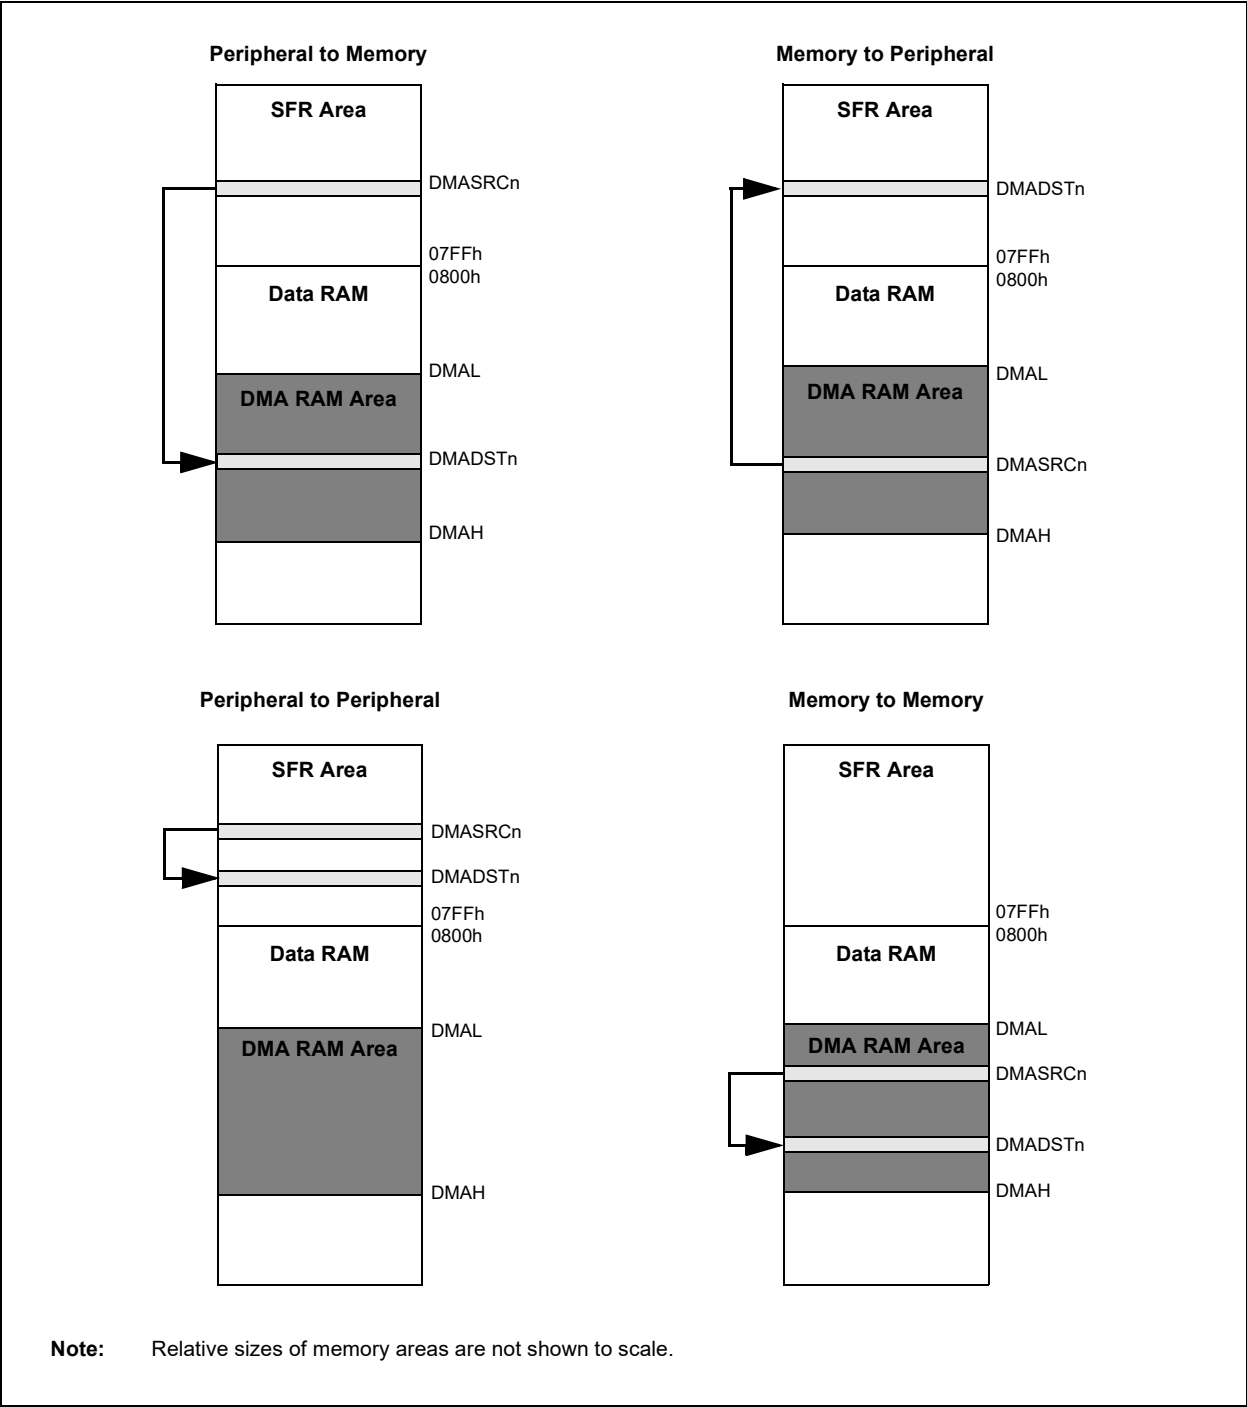 Peripheral to Memory
SFR Area
DMASRCn
07FFh
0800h
Data RAM
DMAL
DMA RAM Area
DMADSTn
DMAH
Memory to Peripheral
SFR Area
DMADSTn
07FFh
0800h
Data RAM
DMAL
DMA RAM Area
DMASRCn
DMAH
Peripheral to Peripheral
SFR Area
DMASRCn
DMADSTn
07FFh
0800h
Data RAM
DMAL
DMA RAM Area
DMAH
Memory to Memory
SFR Area
07FFh
0800h
Data RAM
DMAL
DMA RAM Area
DMASRCn
DMADSTn
DMAH
Note: Relative sizes of memory areas are not shown to scale.